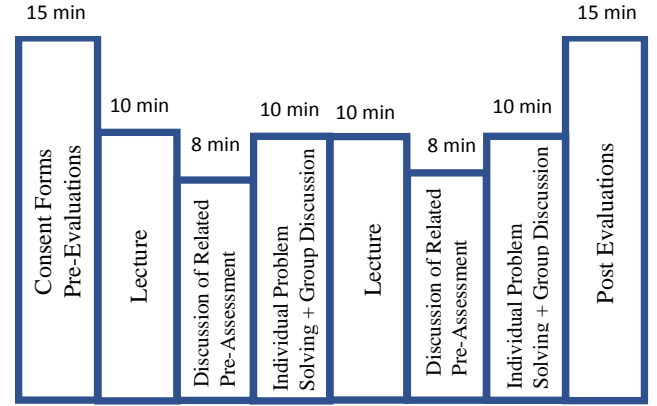 15 min
Consent Forms
Pre-Evaluations
10 min
Lecture
8 min
Discussion of Related
Pre-Assessment
10 min
Individual Problem
Solving + Group Discussion
10 min
Lecture
8 min
Discussion of Related
Pre-Assessment
10 min
Individual Problem
Solving + Group Discussion
15 min
Post Evaluations